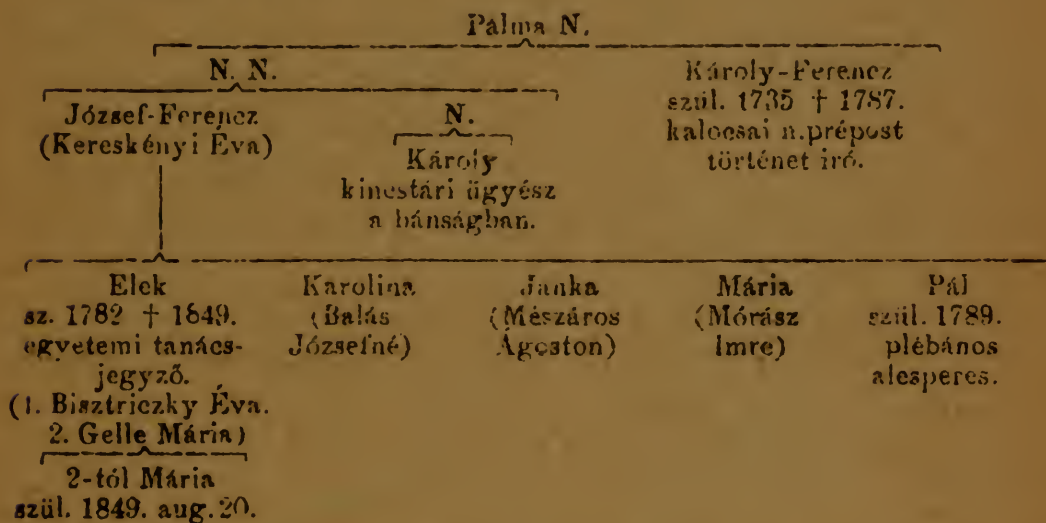 Pálma N.
N. N.
Károly-Ferencz
szül. 1735 † 1787.
kalocsai n. prépost
történet iró.
József-Ferencz
(Kereskényi Éva)
N.
Károly
kincstári ügyész
a bánságban.
Elek
sz. 1782 † 1849.
egyetemi tanács-
jegyző.
(1. Bisztriczky Éva.
2. Gelle Mária)
2-tól Mária
szül. 1849. aug. 20.
Karolina
(Balás
Józsefné)
Janka
(Mészáros
Ágoston)
Mária
(Mórász
Imre)
Pál
szül. 1789.
plébános
alesperes.